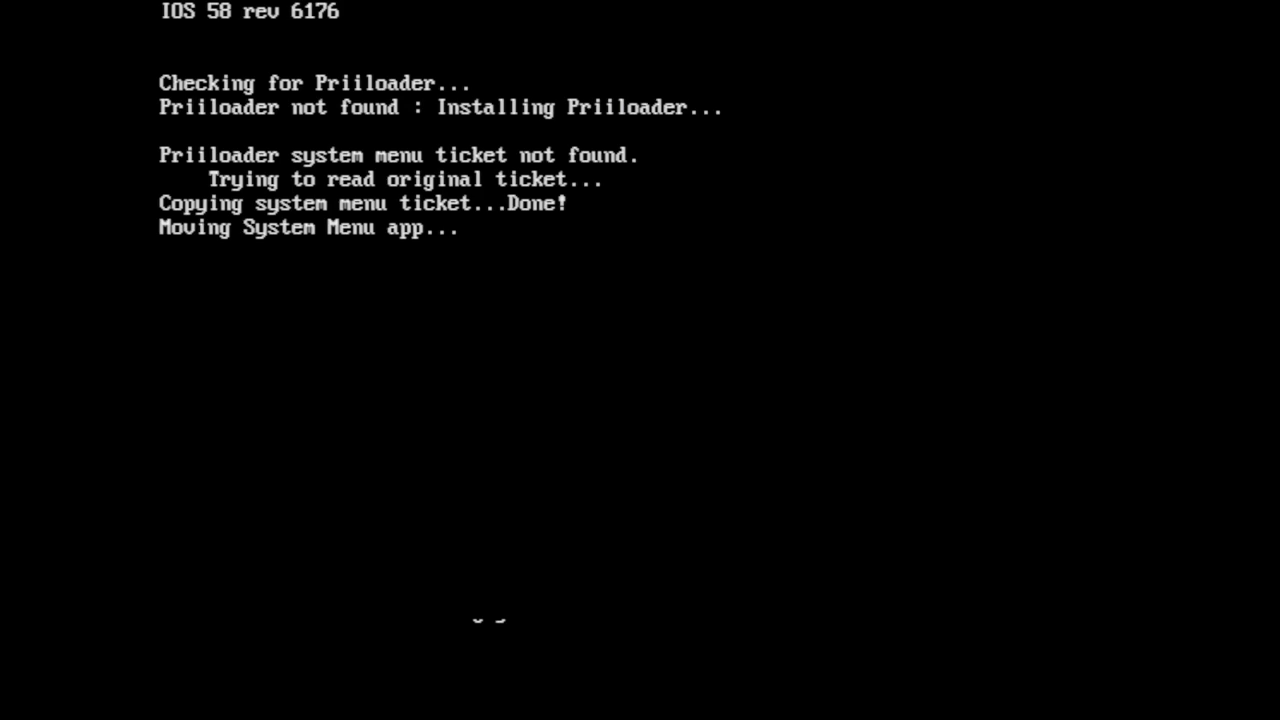 IOS 58 rev 6176
Checking for Priiloader...
Priiloader not found : Installing Priiloader...
Priiloader system menu ticket not found.
Trying to read original ticket...
Copying system menu ticket...Done!
Moving System Menu app...